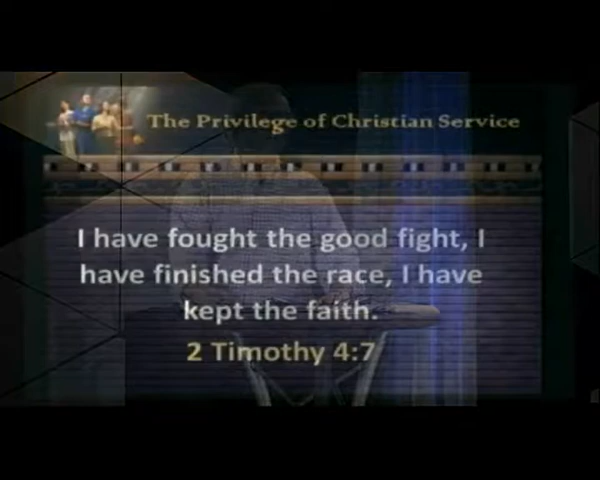 The Privilege of Christian Service
I have fought the good fight, I
have finished the race, I have
kept the faith.
2 Timothy 4:7